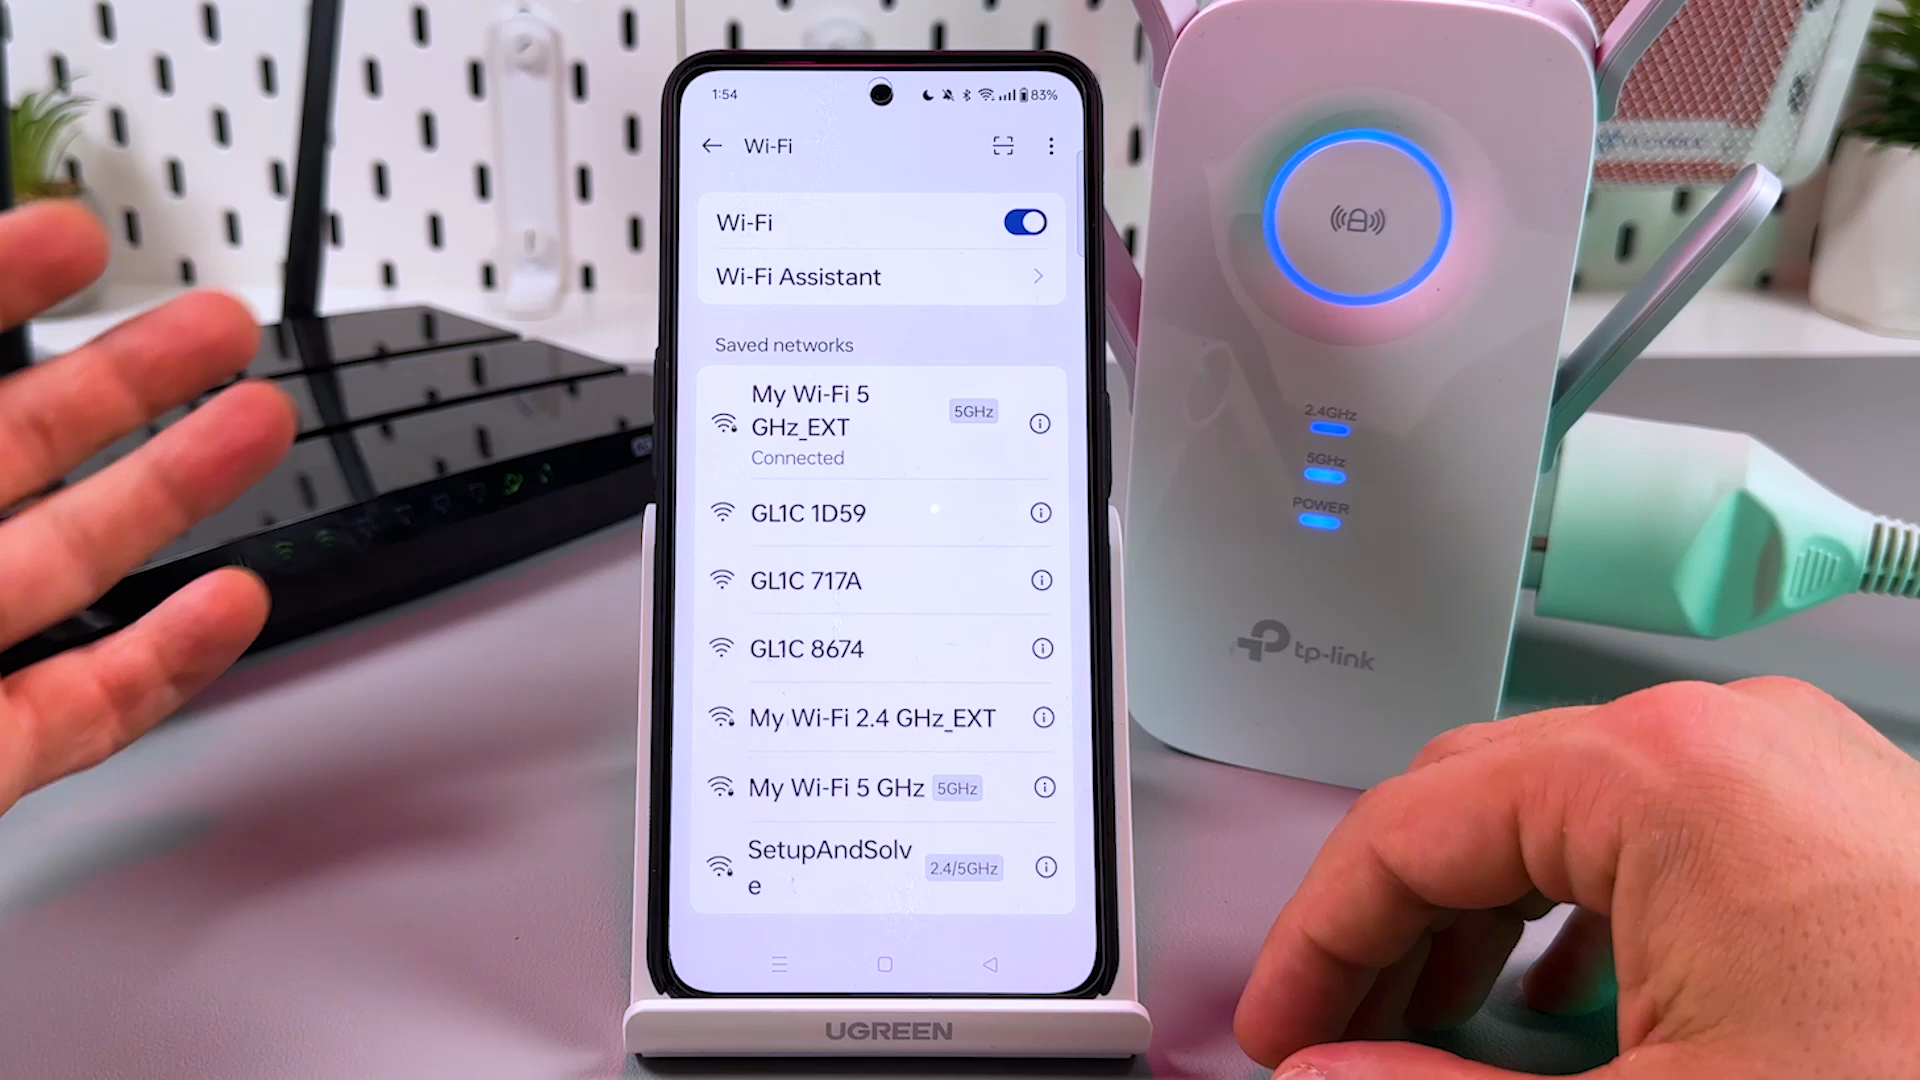 1:54
83%
Wi-Fi
Wi-Fi
Wi-Fi Assistant
Saved networks
My Wi-Fi 5
GHz_EXT
5GHz
Connected
GL1C 1D59
GL1C 717A
GL1C 8674
My Wi-Fi 2.4 GHz_EXT
My Wi-Fi 5 GHz
5GHz
SetupAndSolv
e
2.4/5GHz
UGREEN
2.4GHz
5GHz
POWER
tp-link